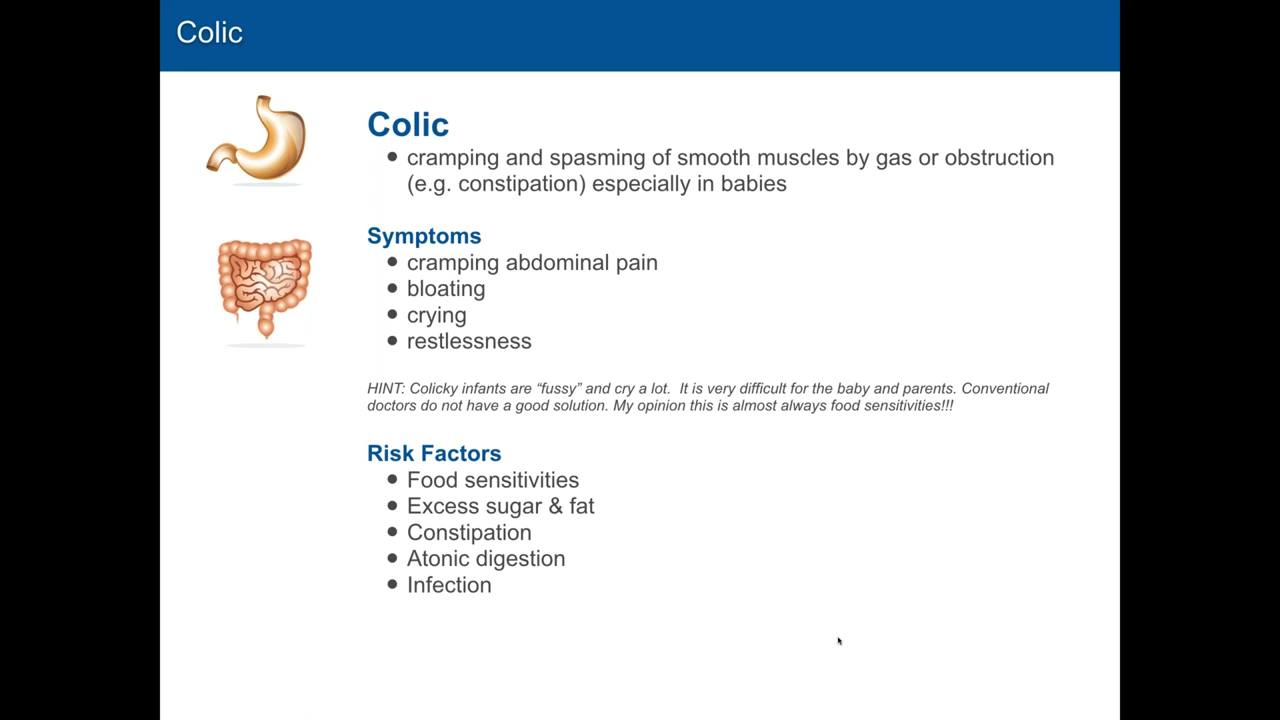 Colic
Colic
• cramping and spasming of smooth muscles by gas or obstruction
(e.g. constipation) especially in babies
Symptoms
• cramping abdominal pain
• bloating
• crying
• restlessness
HINT: Colicky infants are “fussy” and cry a lot.  It is very difficult for the baby and parents. Conventional
doctors do not have a good solution. My opinion this is almost always food sensitivities!!!
Risk Factors
• Food sensitivities
• Excess sugar & fat
• Constipation
• Atonic digestion
• Infection